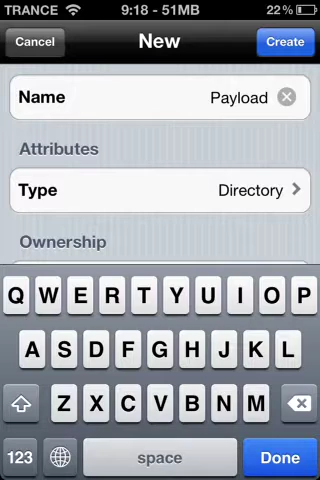 TRANCE 9:18 - 51MB 22%
Cancel New Create
Name Payload
Attributes
Type Directory
Ownership
Q W E R T Y U I O P
A S D F G H J K L
Z X C V B N M
123 space Done